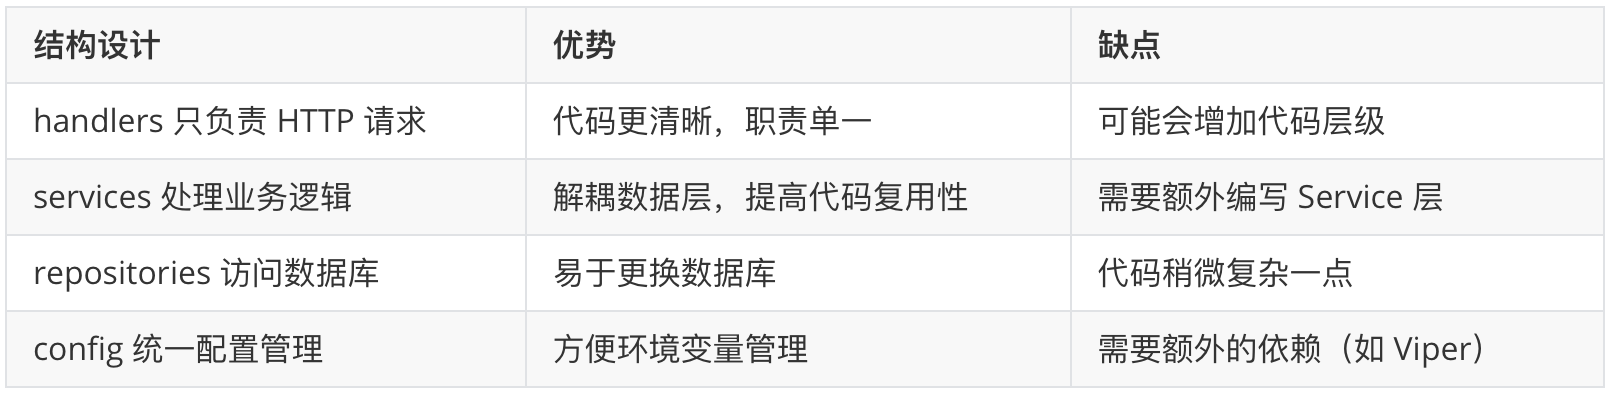 结构设计 优势 缺点
handlers 只负责 HTTP 请求 代码更清晰，职责单一 可能会增加代码层级
services 处理业务逻辑 解耦数据层，提高代码复用性 需要额外编写 Service 层
repositories 访问数据库 易于更换数据库 代码稍微复杂一点
config 统一配置管理 方便环境变量管理 需要额外的依赖（如 Viper）